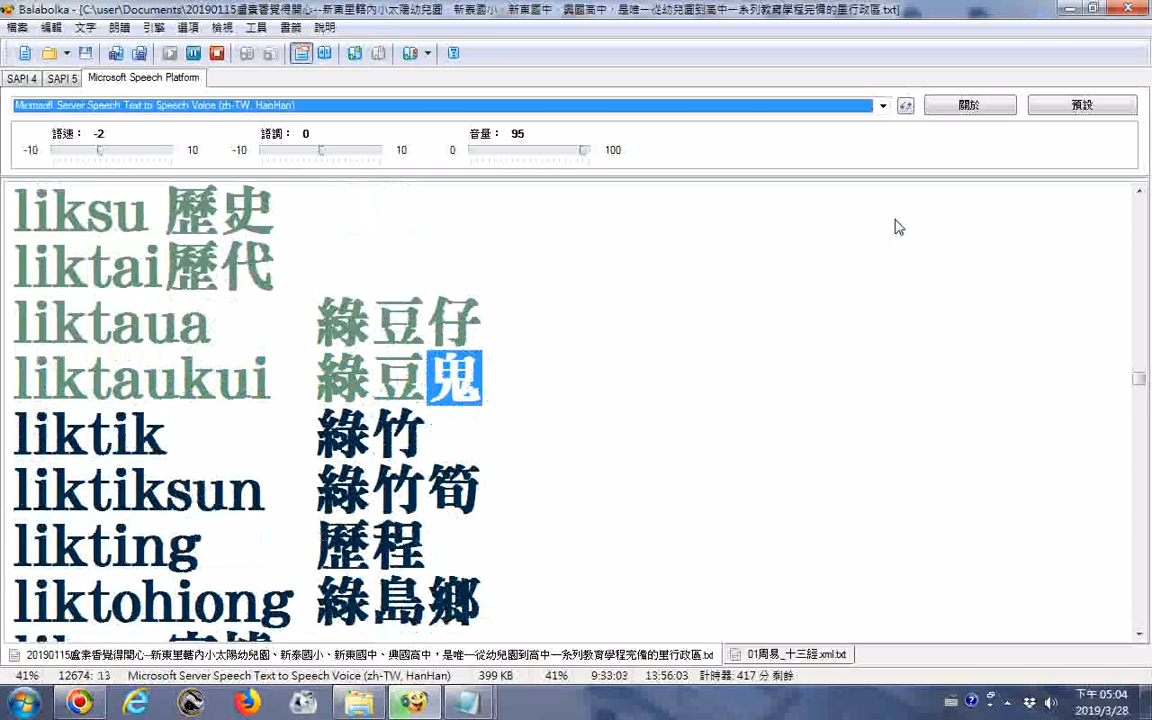 Balabolka - [C:\user\Documents\20190115盧素香覺得開心--新東里轄內小太陽幼兒園、新泰國小、新東國中、興國高中，是唯一從幼兒園到高中一系列教育學程完備的里行政區.txt]
檔案 編輯 文字 朗讀 引擎 選項 檢視 工具 書籤 說明
SAPI 4 SAPI 5 Microsoft Speech Platform
Microsoft Server Speech Text to Speech Voice (zh-TW, HanHan) 關於 預設
語速： -2 語調： 0 音量： 95
-10 10 -10 10 0 100
liksu 歷史
liktai歷代
liktaua 綠豆仔
liktaukui 綠豆鬼
liktik 綠竹
liktiksun 綠竹筍
likting 歷程
liktohiong 綠島鄉
20190115盧素香覺得開心--新東里轄內小太陽幼兒園、新泰國小、新東國中、興國高中，是唯一從幼兒園到高中一系列教育學程完備的里行政區.txt 01周易_十三經.xml.txt
41% 12674: 13 Microsoft Server Speech Text to Speech Voice (zh-TW, HanHan) 399 KB 41% 9:33:03 13:56:03 計時器: 417 分 剩餘
下午 05:04
2019/3/28